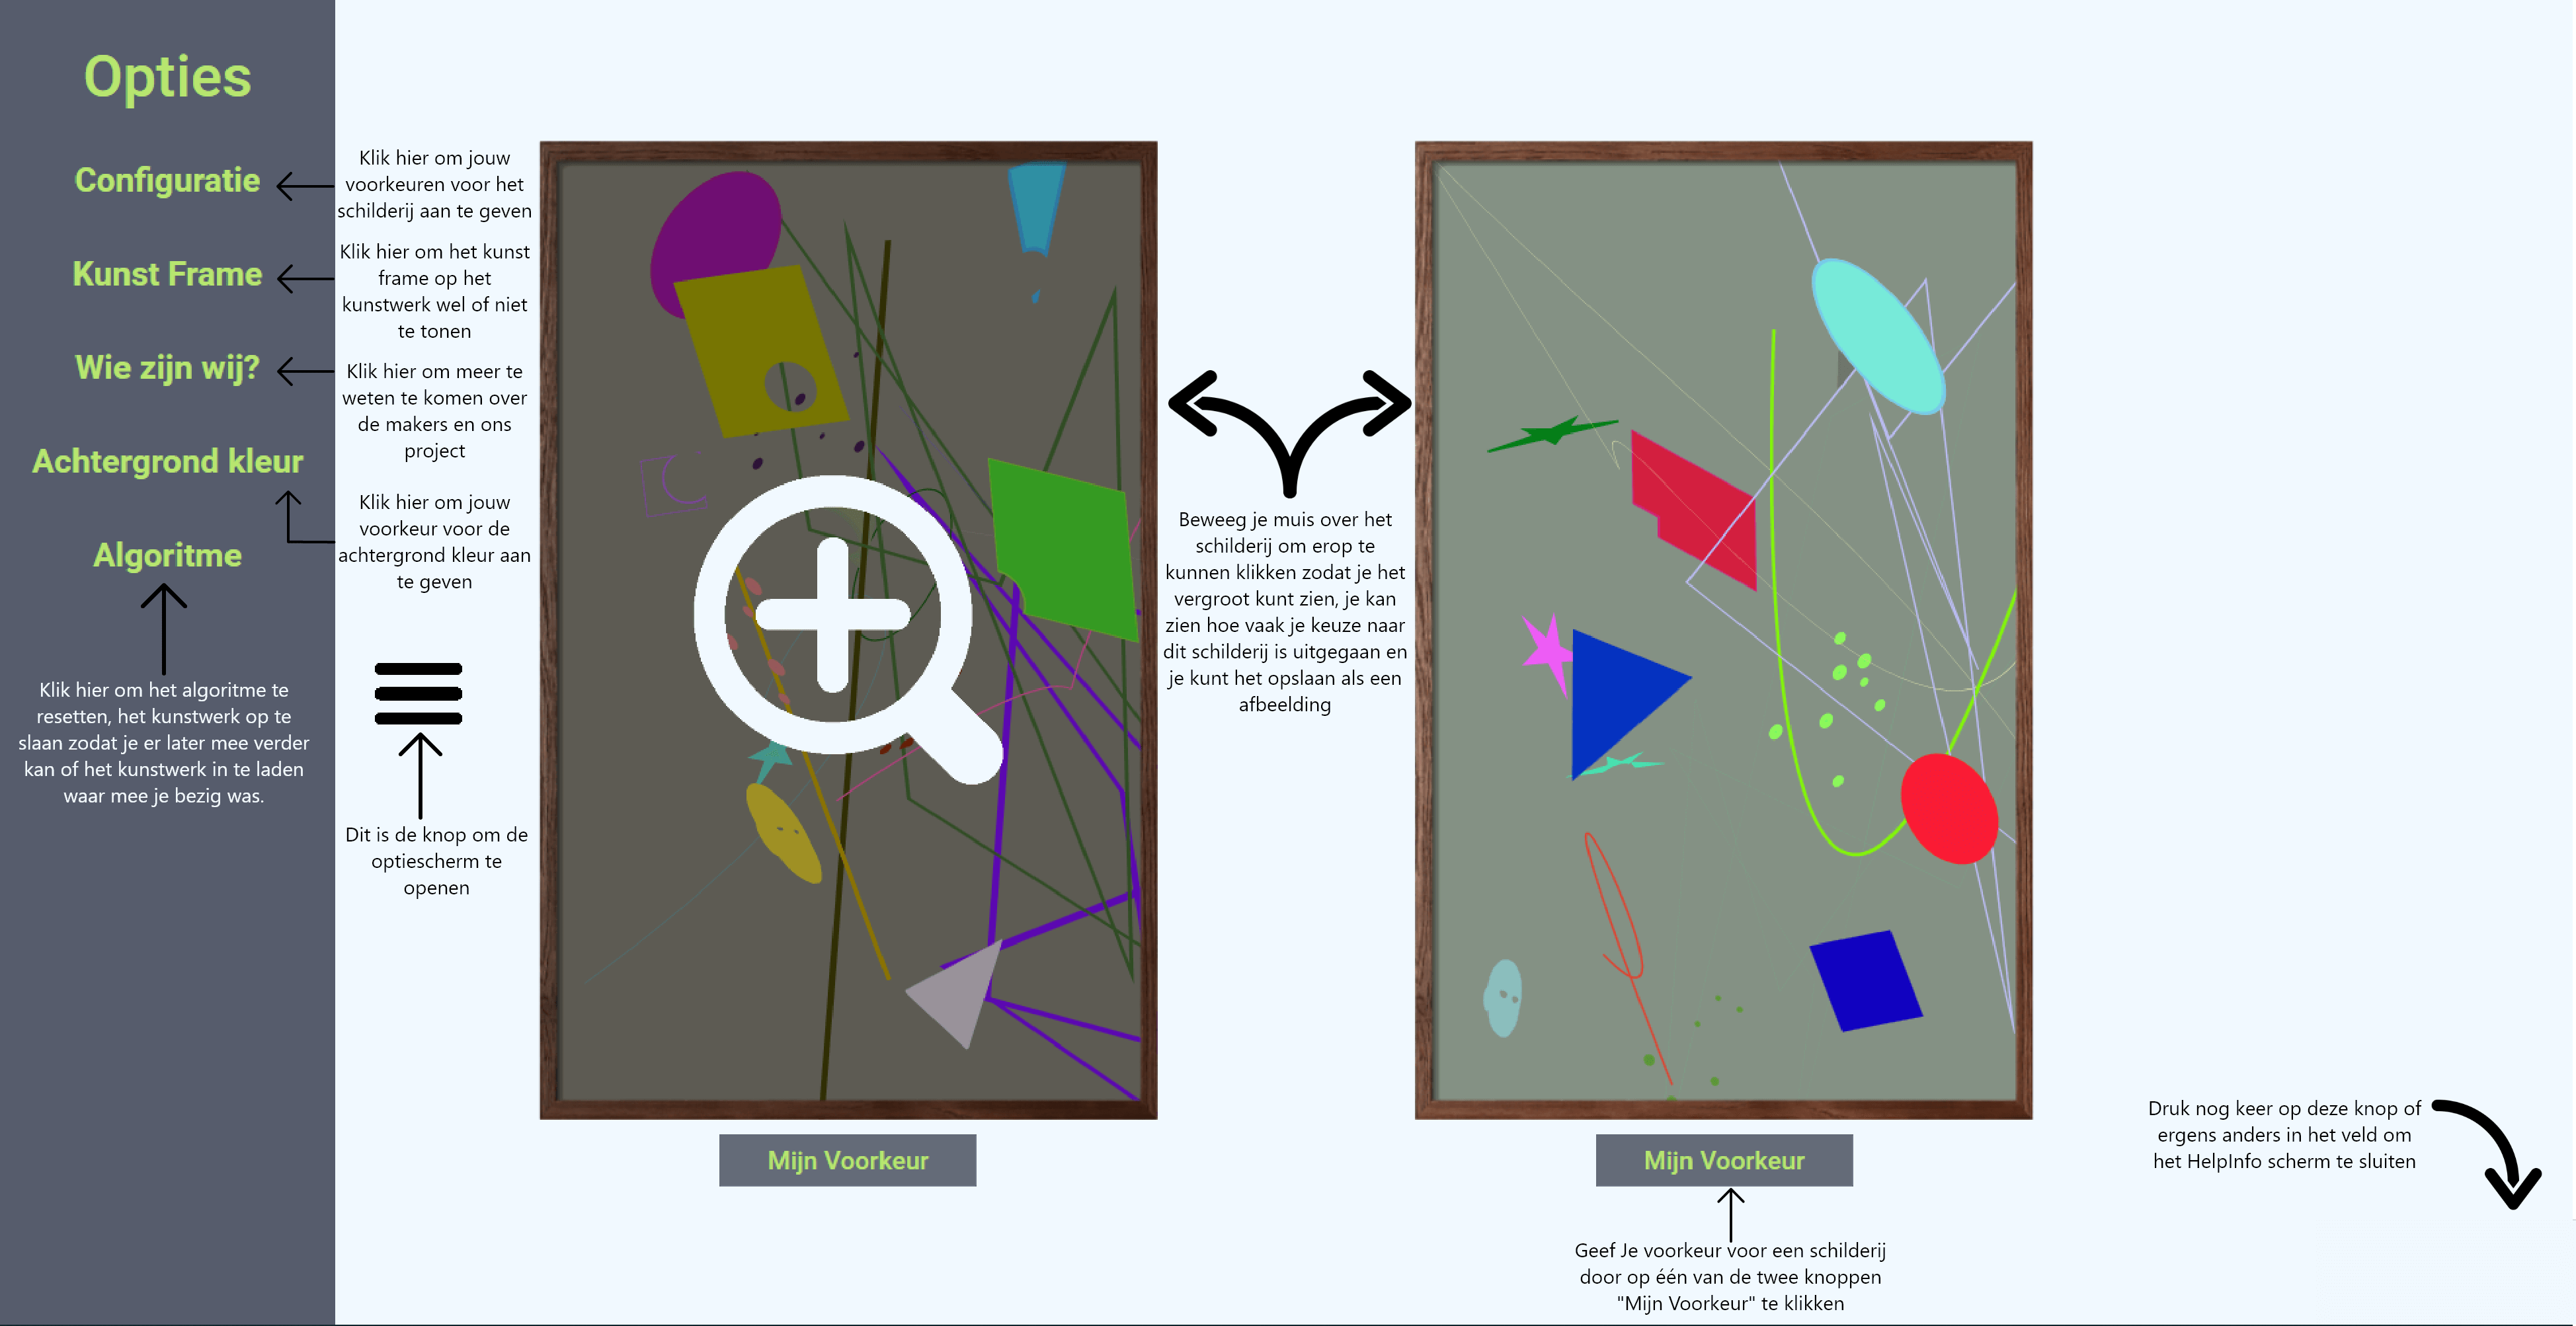 Opties
Configuratie
Klik hier om jouw
voorkeuren voor het
schilderij aan te geven
Kunst Frame
Klik hier om het kunst
frame op het
kunstwerk wel of niet
te tonen
Wie zijn wij?
Klik hier om meer te
weten te komen over
de makers en ons
project
Achtergrond kleur
Klik hier om jouw
voorkeur voor de
achtergrond kleur aan
te geven
Algoritme
Klik hier om het algoritme te
resetten, het kunstwerk op te
slaan zodat je er later mee verder
kan of het kunstwerk in te laden
waar mee je bezig was.
Dit is de knop om de
optiescherm te
openen
Beweeg je muis over het
schilderij om erop te
kunnen klikken zodat je het
vergroot kunt zien, je kan
zien hoe vaak je keuze naar
dit schilderij is uitgegaan en
je kunt het opslaan als een
afbeelding
Mijn Voorkeur
Mijn Voorkeur
Geef Je voorkeur voor een schilderij
door op één van de twee knoppen
"Mijn Voorkeur" te klikken
Druk nog keer op deze knop of
ergens anders in het veld om
het HelpInfo scherm te sluiten